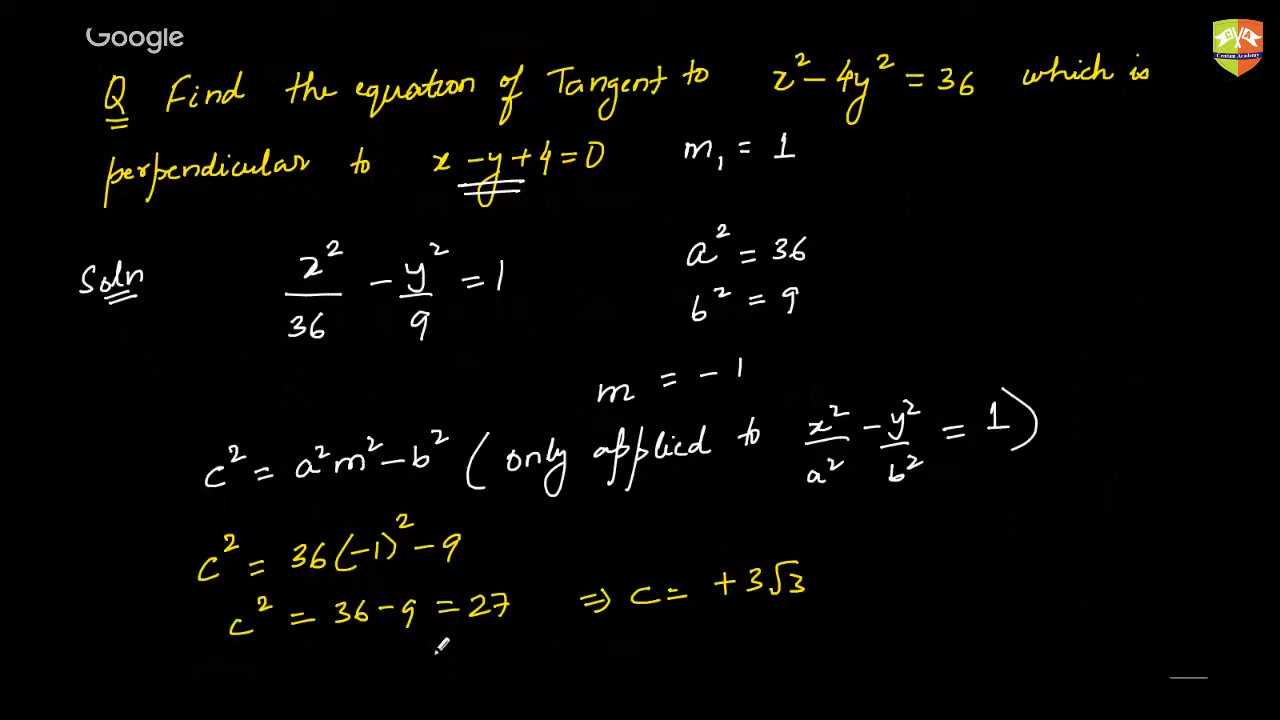 Google
Q Find the equation of Tangent to x² - 4y² = 36 which is
perpendicular to x - y + 4 = 0 m₁ = 1
Soln x²/36 - y²/9 = 1 a² = 36
b² = 9
m = -1
c² = a²m² - b² (only applied to x²/a² - y²/b² = 1)
c² = 36(-1)² - 9
c² = 36 - 9 = 27 ⇒ c = +3√3